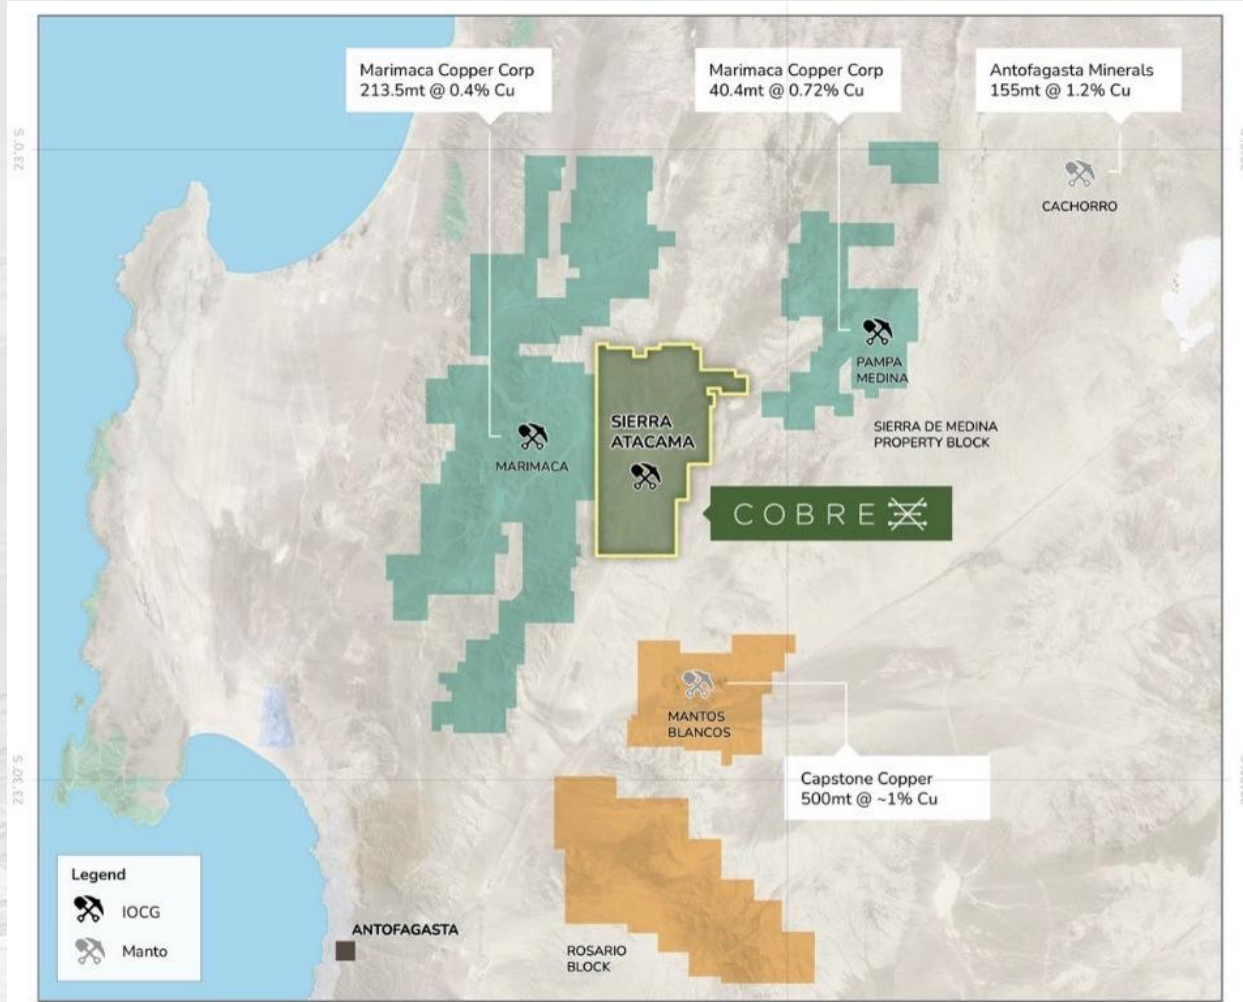 Marimaca Copper Corp
213.5mt @ 0.4% Cu
Marimaca Copper Corp
40.4mt @ 0.72% Cu
Antofagasta Minerals
155mt @ 1.2% Cu
23°0' S
CACHORRO
PAMPA
MEDINA
SIERRA
ATACAMA
SIERRA DE MEDINA
PROPERTY BLOCK
MARIMACA
COBRE
MANTOS
BLANCOS
Capstone Copper
500mt @ ~1% Cu
23°30' S
Legend
IOCG
Manto
ANTOFAGASTA
ROSARIO
BLOCK